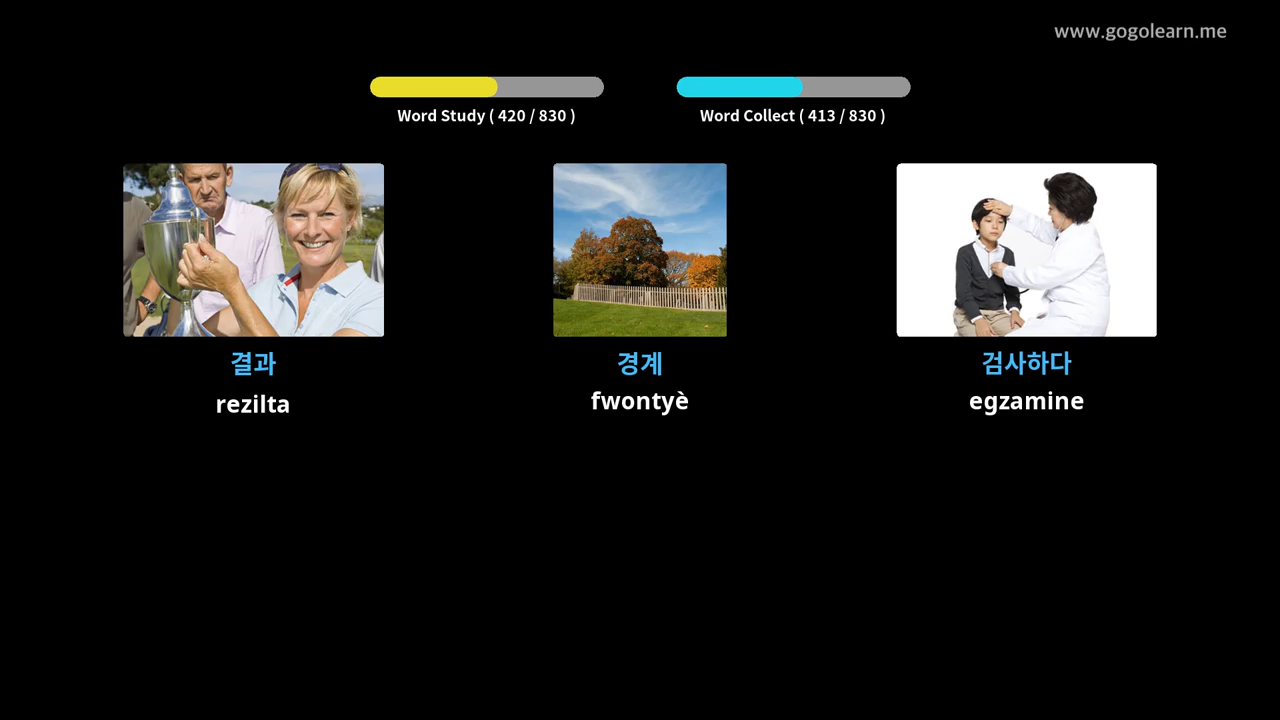 www.gogolearn.me
Word Study ( 420 / 830 )
Word Collect ( 413 / 830 )
결과
rezilta
경계
fwontyè
검사하다
egzamine